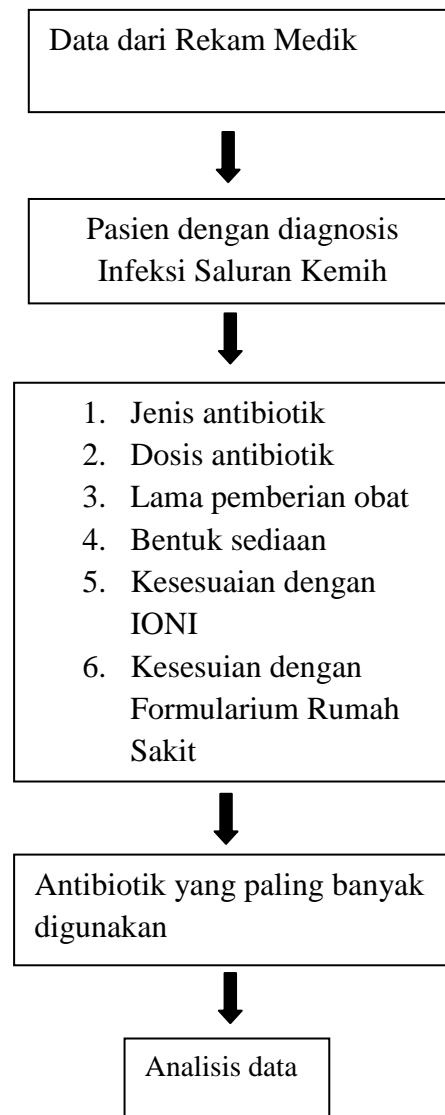 Data dari Rekam Medik
Pasien dengan diagnosis
Infeksi Saluran Kemih
1. Jenis antibiotik
2. Dosis antibiotik
3. Lama pemberian obat
4. Bentuk sediaan
5. Kesesuaian dengan
IONI
6. Kesesuian dengan
Formularium Rumah
Sakit
Antibiotik yang paling banyak
digunakan
Analisis data